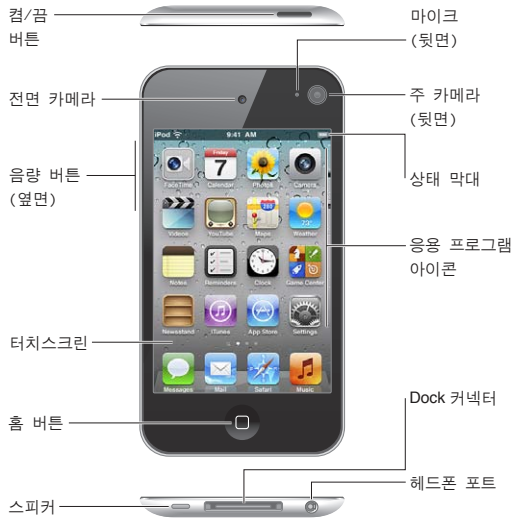 켬/끔
버튼
마이크
(뒷면)
전면 카메라
주 카메라
(뒷면)
iPod 9:41 AM
음량 버튼
(옆면)
상태 막대
Friday
7
FaceTime Calendar Photos Camera
280
73°
Videos YouTube Maps Weather
응용 프로그램
아이콘
Notes Reminders Clock Game Center
Newsstand iTunes App Store Settings
터치스크린
Messages Mail Safari Music
Dock 커넥터
홈 버튼
헤드폰 포트
스피커